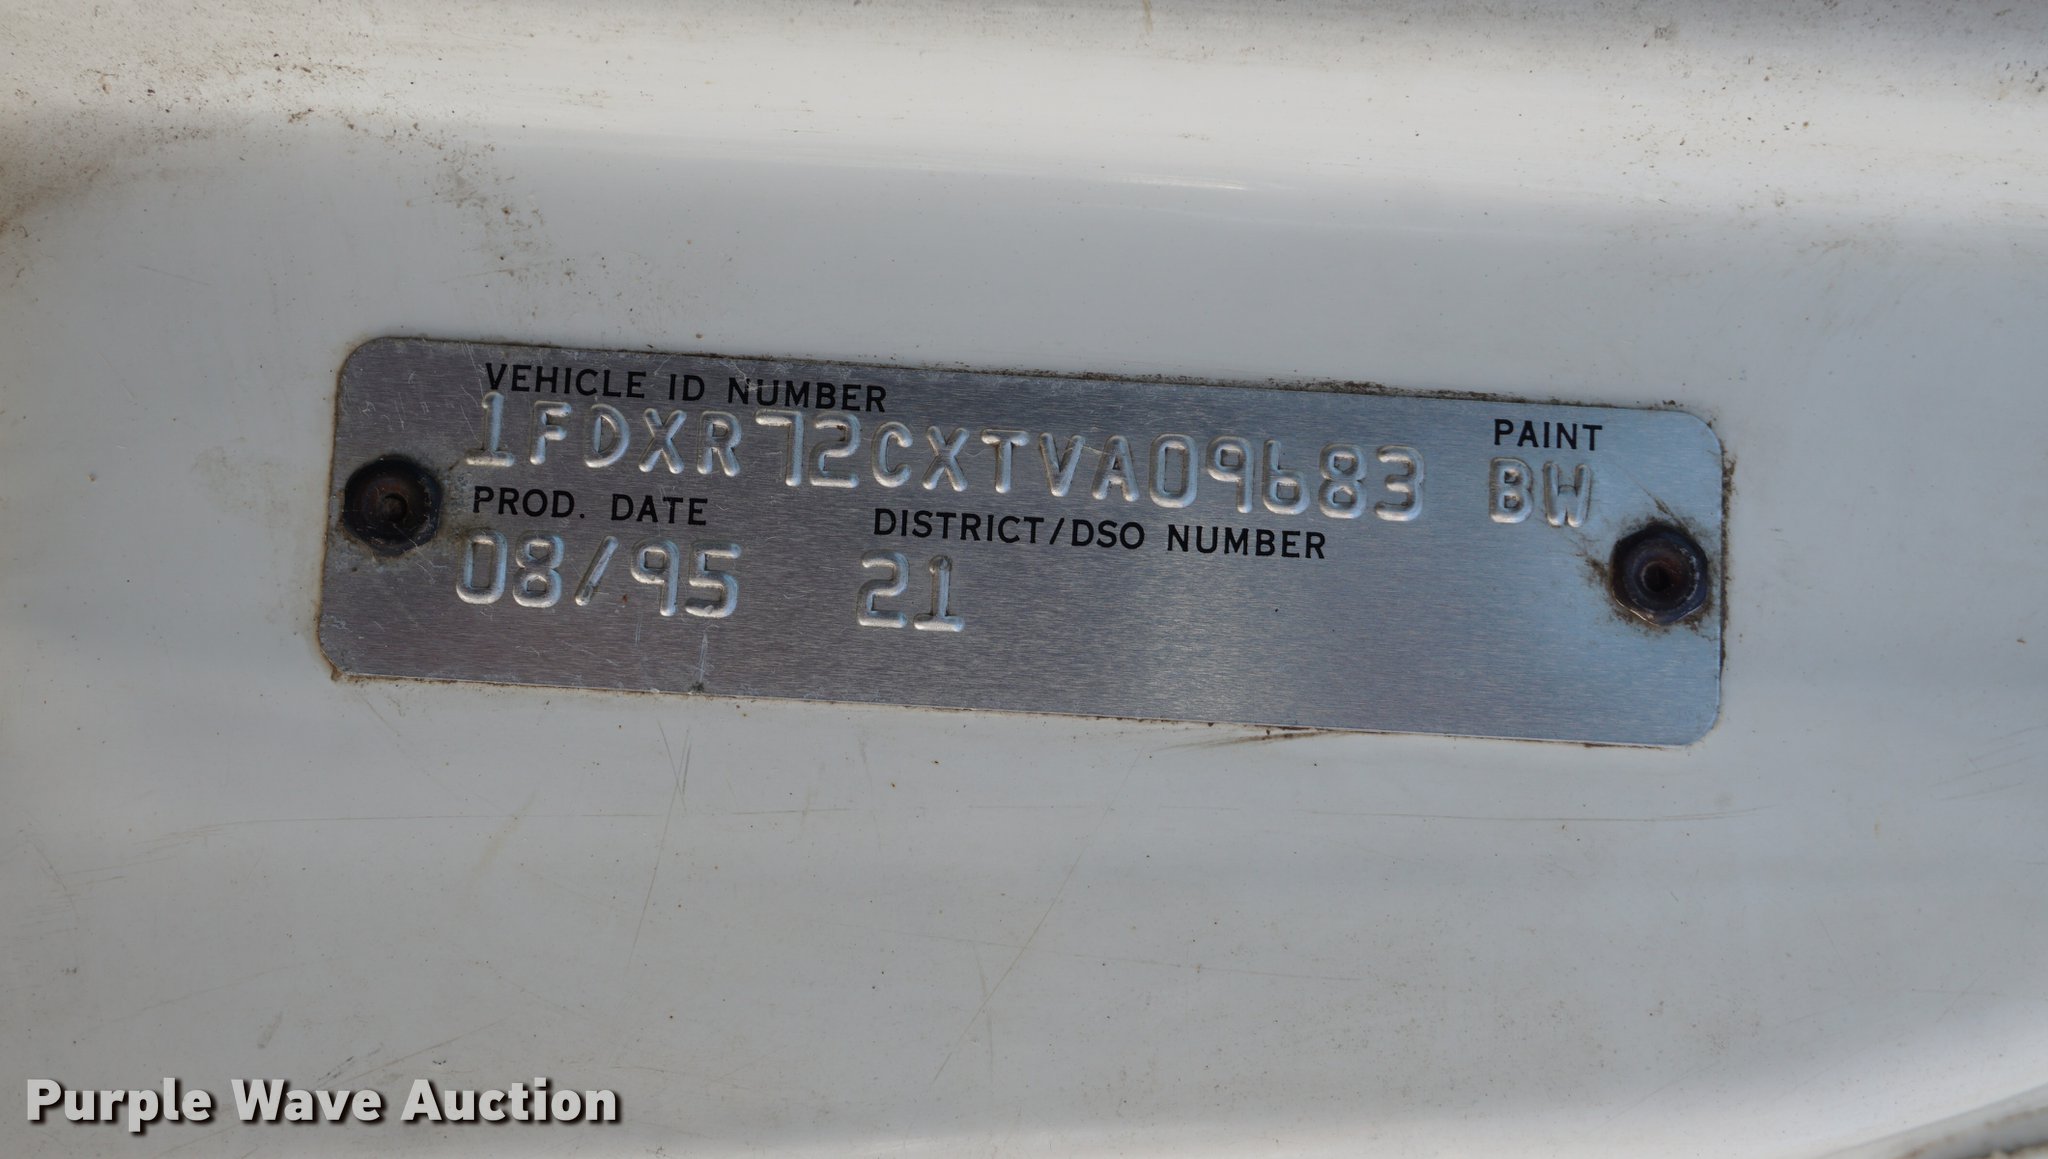 VEHICLE ID NUMBER
1FDXR72CXTVA09683
PAINT
BW
PROD. DATE
08/95
DISTRICT/DSO NUMBER
21
Purple Wave Auction